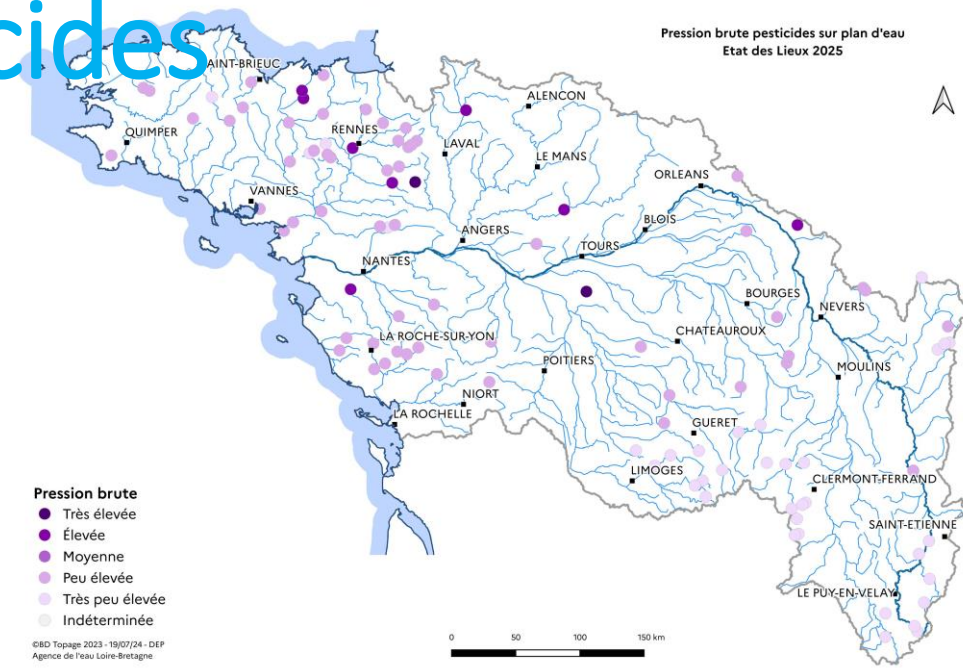 cides
Pression brute pesticides sur plan d'eau
Etat des Lieux 2025
AINT-BRIEUC
ALENCON
QUIMPER
RENNES
LAVAL
LE MANS
ORLEANS
VANNES
BLOIS
ANGERS
TOURS
NANTES
BOURGES
NEVERS
LA ROCHE-SUR-YON
CHATEAUROUX
POITIERS
MOULINS
NIORT
LA ROCHELLE
GUERET
LIMOGES
CLERMONT-FERRAND
SAINT-ETIENNE
LE PUY-EN-VELAY
Pression brute
Très élevée
Élevée
Moyenne
Peu élevée
Très peu élevée
Indéterminée
©BD Topage 2023 - 19/07/24 - DEP
Agence de l'eau Loire-Bretagne
0 50 100 150 km